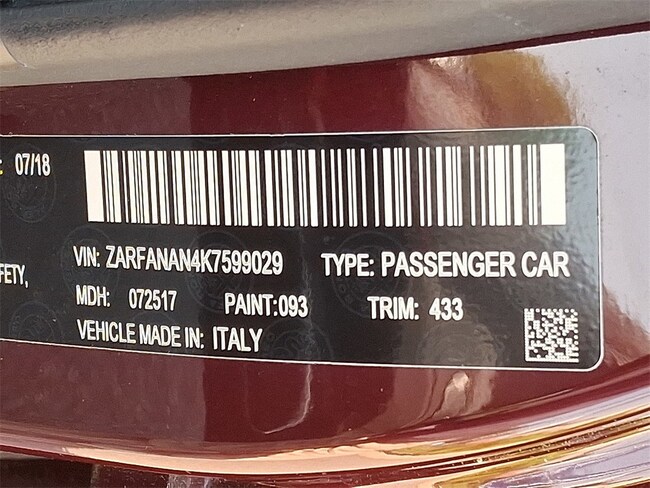 07/18
VIN: ZARFANAN4K7599029 TYPE: PASSENGER CAR
FETY,
MDH: 072517 PAINT:093 TRIM: 433
VEHICLE MADE IN: ITALY